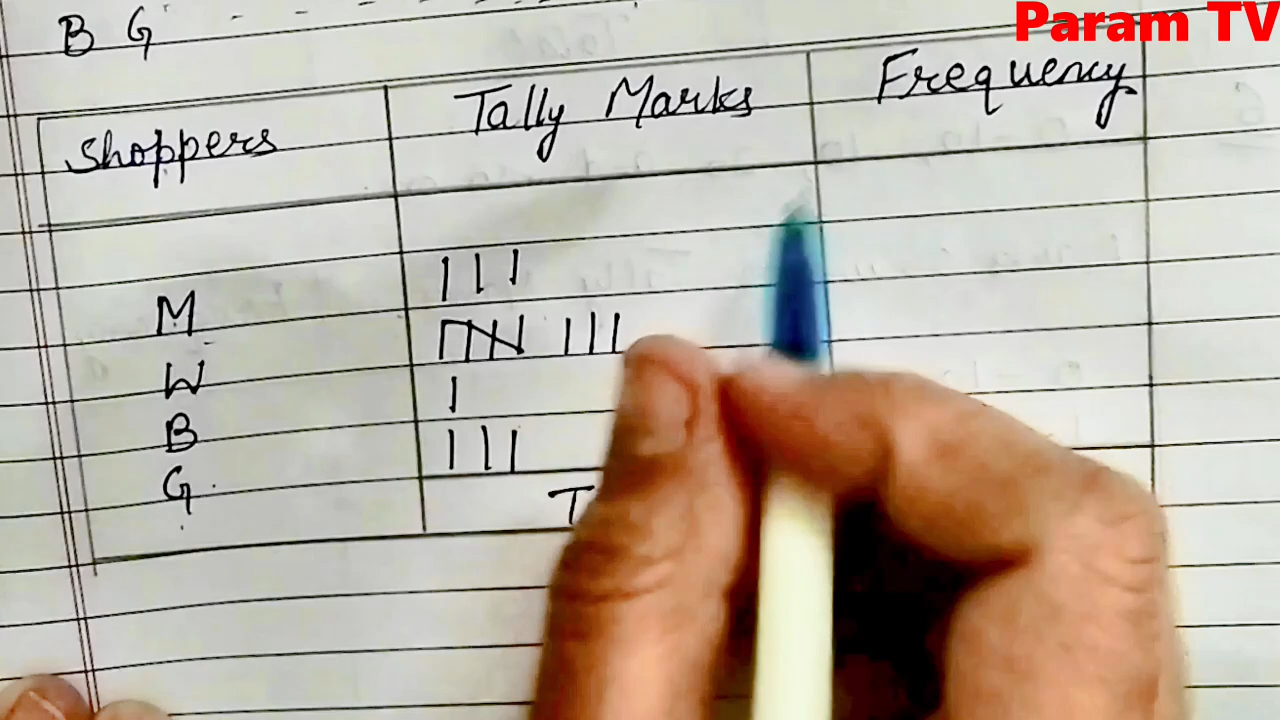 Param TV
B G - - - - - -
Shoppers Tally Marks Frequency
M |||
W 𝍸 |||
B |
G |||
T